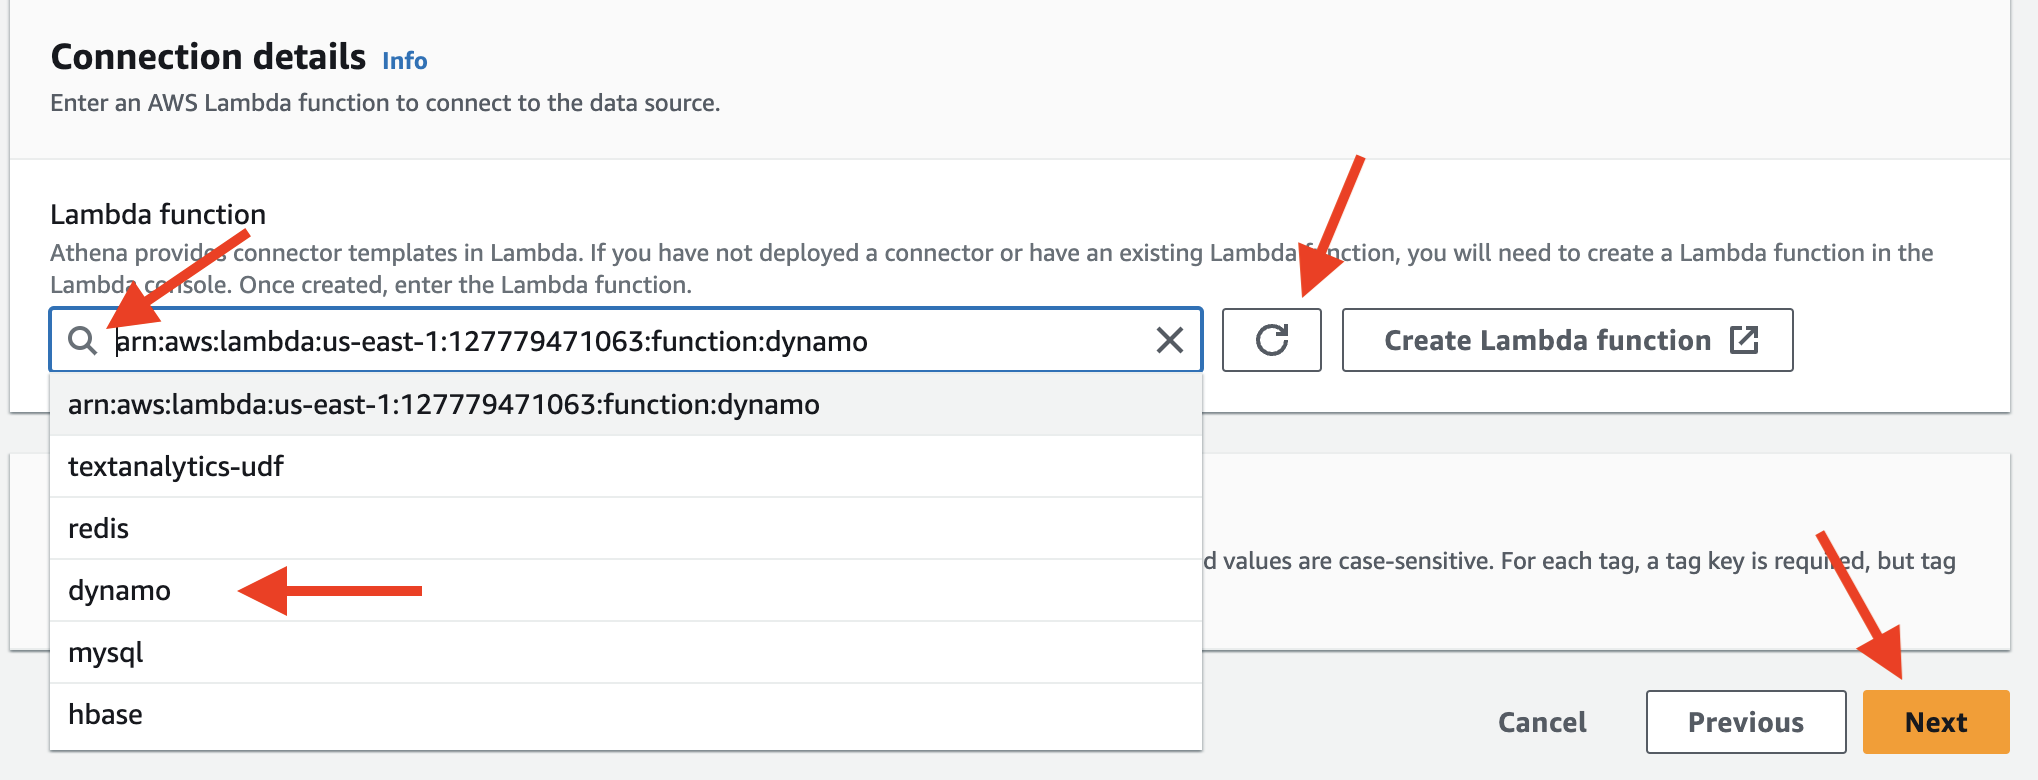 Connection details Info
Enter an AWS Lambda function to connect to the data source.
Lambda function
Athena provides connector templates in Lambda. If you have not deployed a connector or have an existing Lambda function, you will need to create a Lambda function in the
Lambda console. Once created, enter the Lambda function.
arn:aws:lambda:us-east-1:127779471063:function:dynamo
Create Lambda function
arn:aws:lambda:us-east-1:127779471063:function:dynamo
textanalytics-udf
redis
d values are case-sensitive. For each tag, a tag key is required, but tag
dynamo
mysql
hbase
Cancel
Previous
Next